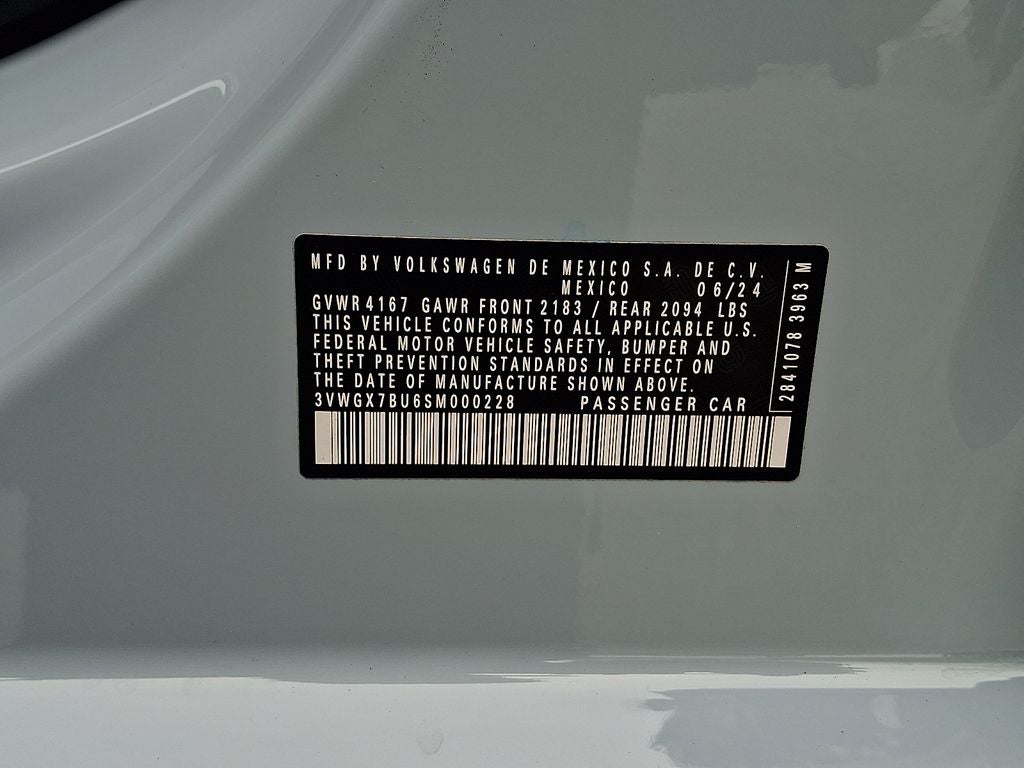 MFD BY VOLKSWAGEN DE MEXICO S.A. DE C.V.
MEXICO 06/24
GVWR 4167 GAWR FRONT 2183 / REAR 2094 LBS
THIS VEHICLE CONFORMS TO ALL APPLICABLE U.S.
FEDERAL MOTOR VEHICLE SAFETY, BUMPER AND
THEFT PREVENTION STANDARDS IN EFFECT ON
THE DATE OF MANUFACTURE SHOWN ABOVE.
3VWGX7BU6SM000228 PASSENGER CAR
2841078 3963 M